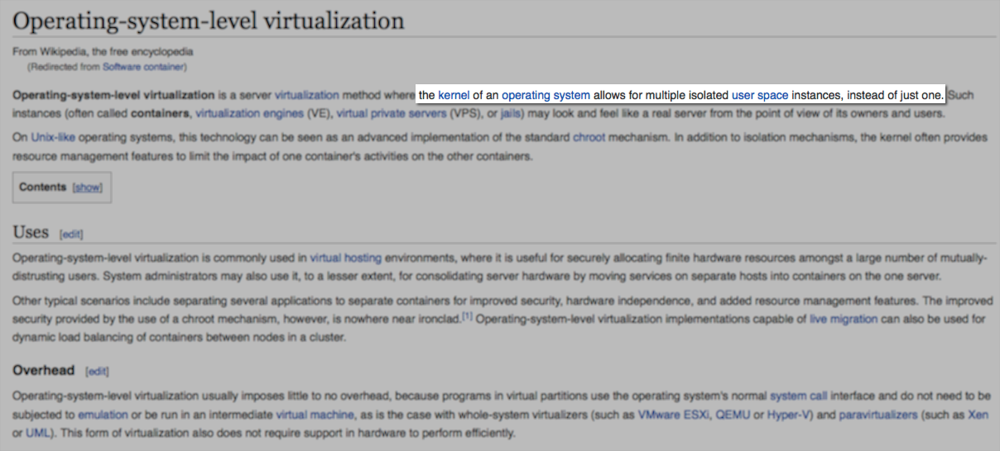 Operating-system-level virtualization
From Wikipedia, the free encyclopedia
(Redirected from Software container)
Operating-system-level virtualization is a server virtualization method where the kernel of an operating system allows for multiple isolated user space instances, instead of just one. Such
instances (often called containers, virtualization engines (VE), virtual private servers (VPS), or jails) may look and feel like a real server from the point of view of its owners and users.
On Unix-like operating systems, this technology can be seen as an advanced implementation of the standard chroot mechanism. In addition to isolation mechanisms, the kernel often provides
resource management features to limit the impact of one container's activities on the other containers.
Contents [show]
Uses [edit]
Operating-system-level virtualization is commonly used in virtual hosting environments, where it is useful for securely allocating finite hardware resources amongst a large number of mutually-
distrusting users. System administrators may also use it, to a lesser extent, for consolidating server hardware by moving services on separate hosts into containers on the one server.
Other typical scenarios include separating several applications to separate containers for improved security, hardware independence, and added resource management features. The improved
security provided by the use of a chroot mechanism, however, is nowhere near ironclad.[1] Operating-system-level virtualization implementations capable of live migration can also be used for
dynamic load balancing of containers between nodes in a cluster.
Overhead [edit]
Operating-system-level virtualization usually imposes little to no overhead, because programs in virtual partitions use the operating system's normal system call interface and do not need to be
subjected to emulation or be run in an intermediate virtual machine, as is the case with whole-system virtualizers (such as VMware ESXi, QEMU or Hyper-V) and paravirtualizers (such as Xen
or UML). This form of virtualization also does not require support in hardware to perform efficiently.